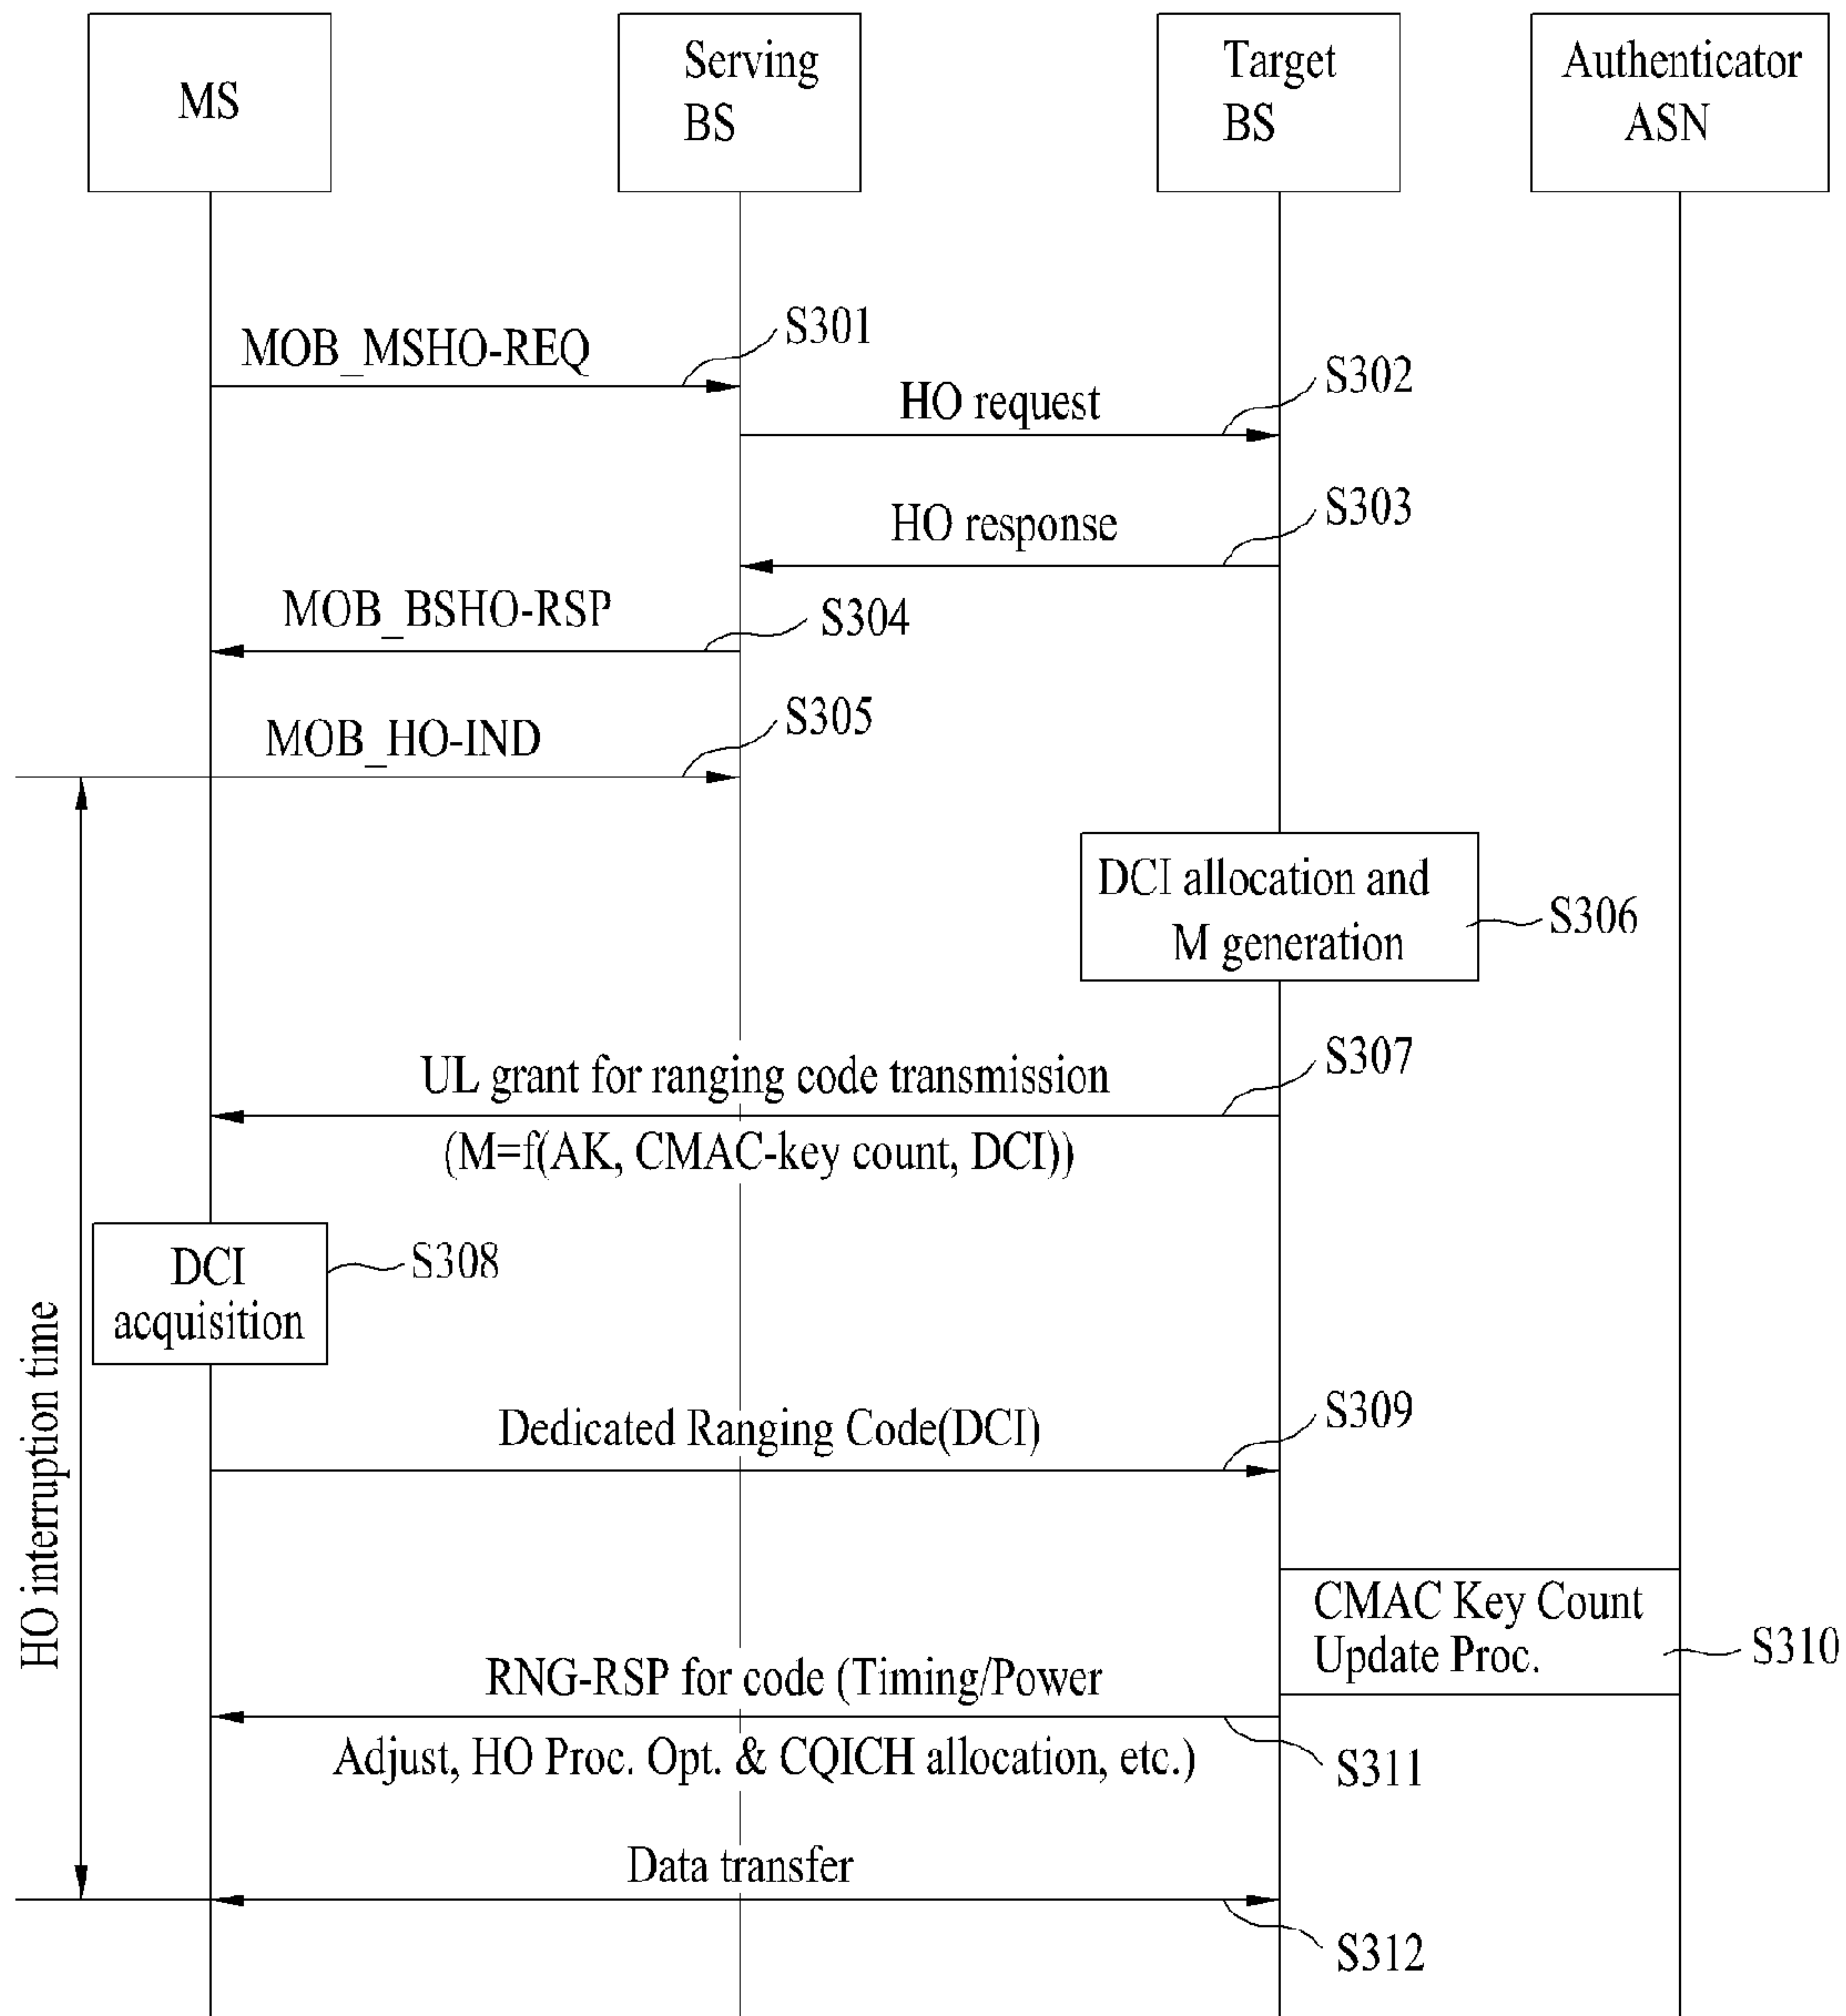 MS
Serving
BS
Target
BS
Authenticator
ASN
MOB_MSHO-REQ
S301
HO request
S302
HO response
S303
MOB_BSHO-RSP
S304
MOB_HO-IND
S305
DCI allocation and
M generation
S306
UL grant for ranging code transmission
S307
(M=f(AK, CMAC-key count, DCI))
DCI
acquisition
S308
HO interruption time
Dedicated Ranging Code(DCI)
S309
CMAC Key Count
Update Proc.
S310
RNG-RSP for code (Timing/Power
Adjust, HO Proc. Opt. & CQICH allocation, etc.)
S311
Data transfer
S312